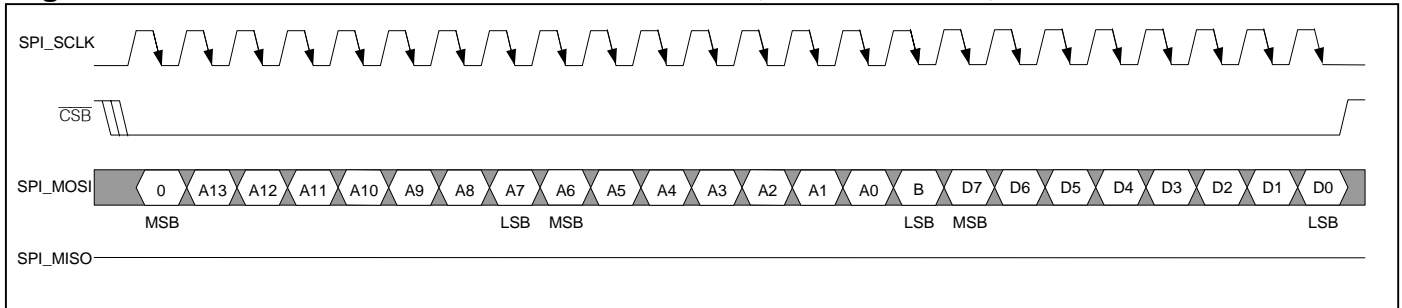 SPI_SCLK
CSB
SPI_MOSI 0 A13 A12 A11 A10 A9 A8 A7 A6 A5 A4 A3 A2 A1 A0 B D7 D6 D5 D4 D3 D2 D1 D0
MSB LSB MSB LSB MSB LSB
SPI_MISO